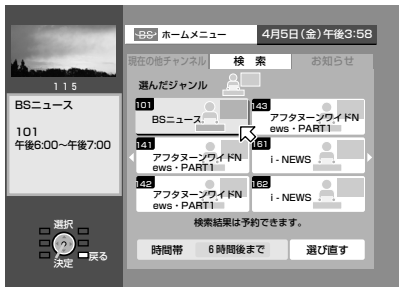 -BS- ホームメニュー 4月5日(金)午後3:58
現在の他チャンネル 検 索 お知らせ
115
選んだジャンル
BSニュース
101
午後6:00~午後7:00
101
BSニュース
143
アフタヌーンワイドN
ews・PART1
141
アフタヌーンワイドN
ews・PART1
161
i - NEWS
142
アフタヌーンワイドN
ews・PART1
162
i - NEWS
検索結果は予約できます。
時間帯 6時間後まで 選び直す
選択
?
戻る
決定